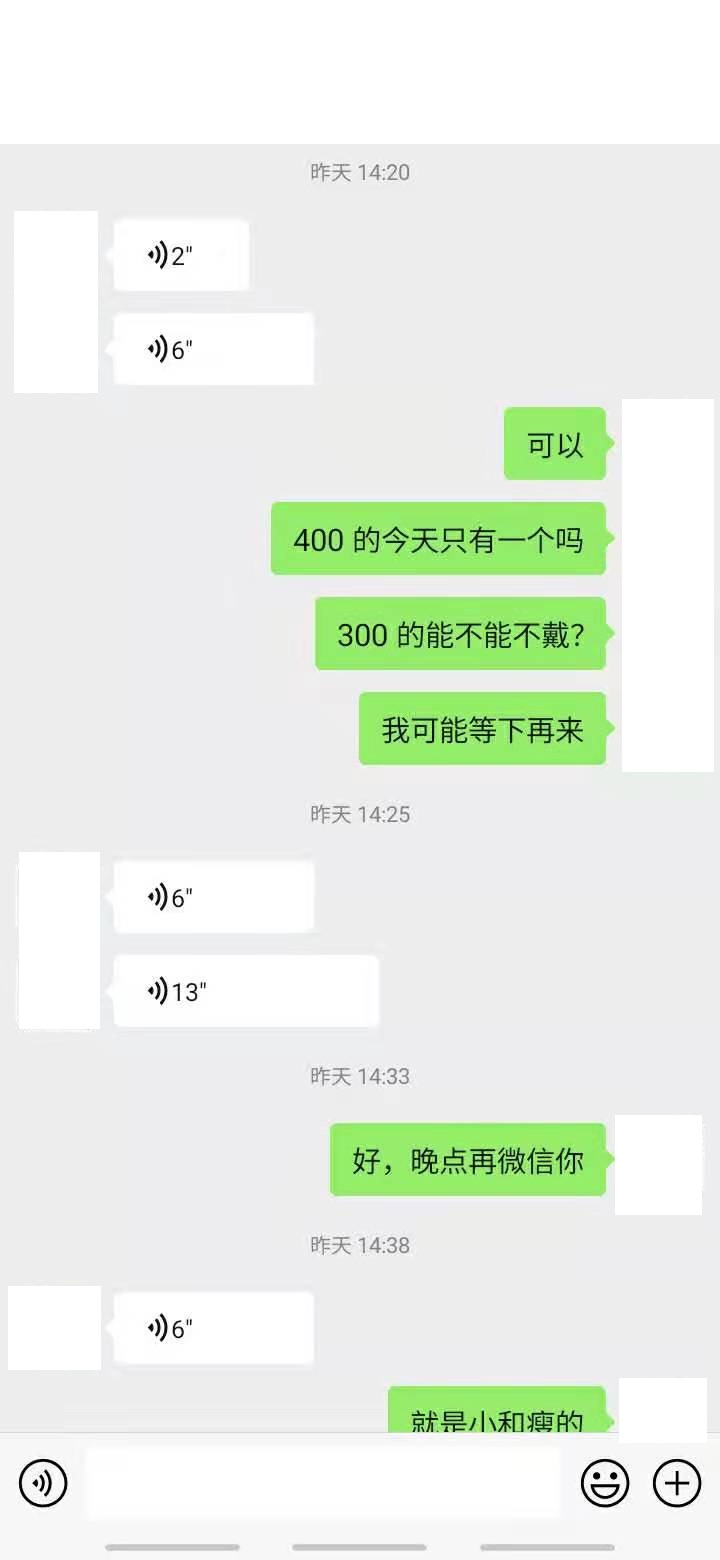 昨天 14:20
2"
6"
可以
400 的今天只有一个吗
300 的能不能不戴?
我可能等下再来
昨天 14:25
6"
13"
昨天 14:33
好，晚点再微信你
昨天 14:38
6"
就是小和瘦的